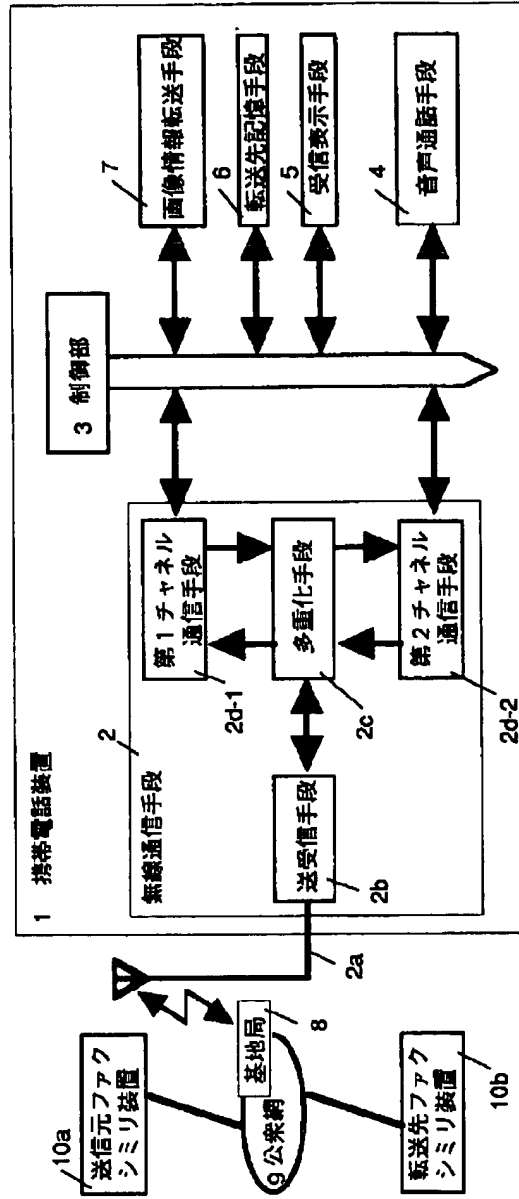 1 携帯電話装置
3 制御部
7
画像情報転送手段
6
転送先記憶手段
5
受信表示手段
4
音声通話手段
2
無線通信手段
第1チャネル
通信手段
2d-1
多重化手段
2c
第2チャネル
通信手段
2d-2
送受信手段
2b
2a
10a
送信元ファク
シミリ装置
基地局
8
9 公衆網
転送先ファク
シミリ装置
10b